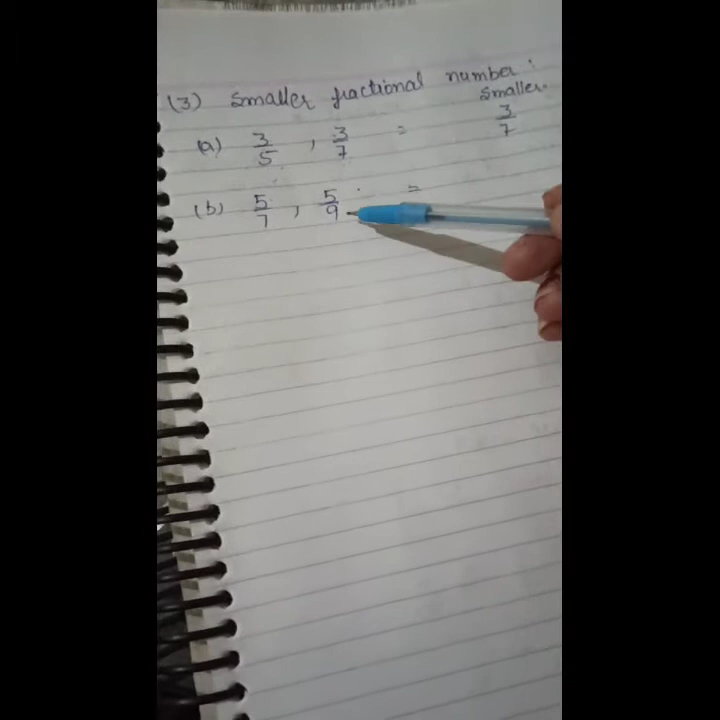 (3) Smaller fractional number:
Smaller.
(a) 3/5 , 3/7 = 3/7
(b) 5/7 , 5/9 =